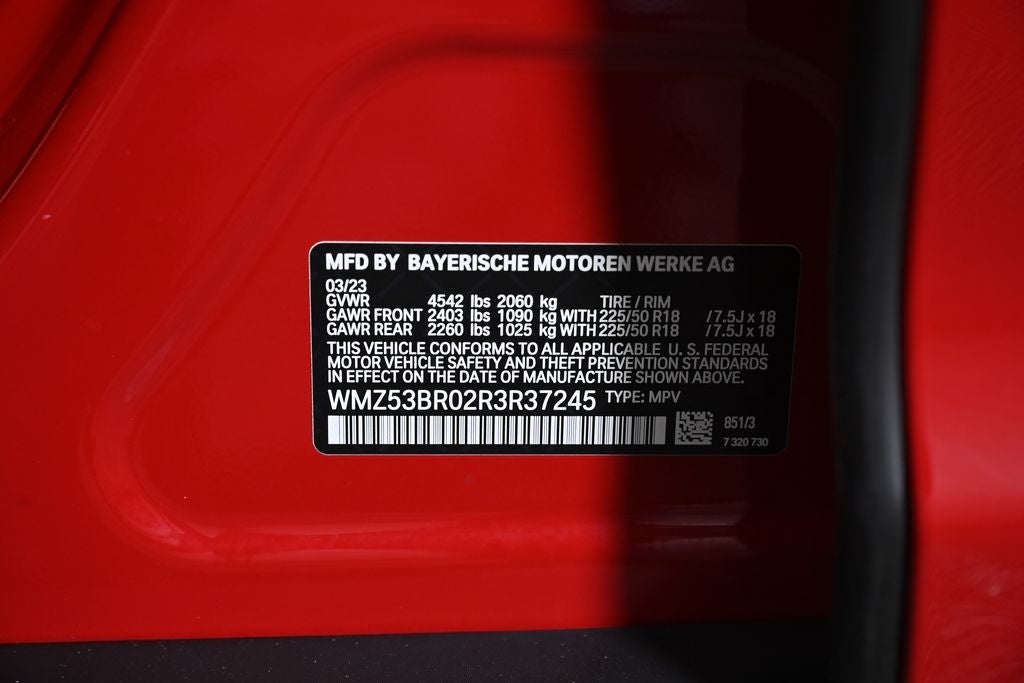 MFD BY BAYERISCHE MOTOREN WERKE AG
03/23
GVWR 4542 lbs 2060 kg TIRE / RIM
GAWR FRONT 2403 lbs 1090 kg WITH 225/50 R18 / 7.5J x 18
GAWR REAR 2260 lbs 1025 kg WITH 225/50 R18 / 7.5J x 18
THIS VEHICLE CONFORMS TO ALL APPLICABLE U. S. FEDERAL
MOTOR VEHICLE SAFETY AND THEFT PREVENTION STANDARDS
IN EFFECT ON THE DATE OF MANUFACTURE SHOWN ABOVE.
WMZ53BR02R3R37245 TYPE: MPV
851/3
7 320 730